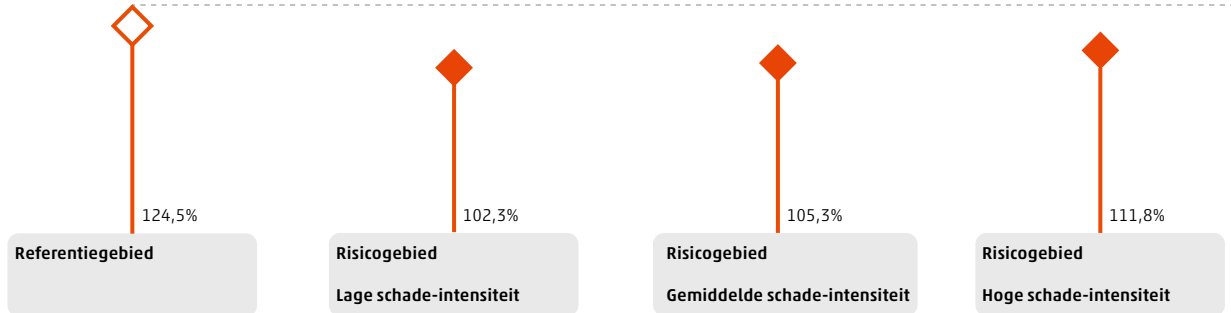 124,5%
Referentiegebied
102,3%
Risicogebied
Lage schade-intensiteit
105,3%
Risicogebied
Gemiddelde schade-intensiteit
111,8%
Risicogebied
Hoge schade-intensiteit